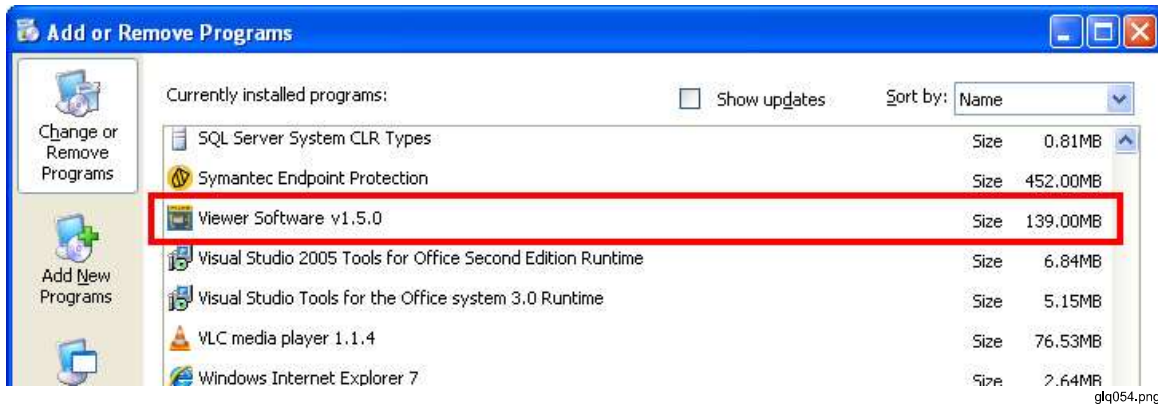 Add or Remove Programs
Change or
Remove
Programs
Add New
Programs
Currently installed programs:
Show updates
Sort by: Name
SQL Server System CLR Types Size 0.81MB
Symantec Endpoint Protection Size 452.00MB
Viewer Software v1.5.0 Size 139.00MB
Visual Studio 2005 Tools for Office Second Edition Runtime Size 6.84MB
Visual Studio Tools for the Office system 3.0 Runtime Size 5.15MB
VLC media player 1.1.4 Size 76.53MB
Windows Internet Explorer 7 Size 2.64MB
glq054.png